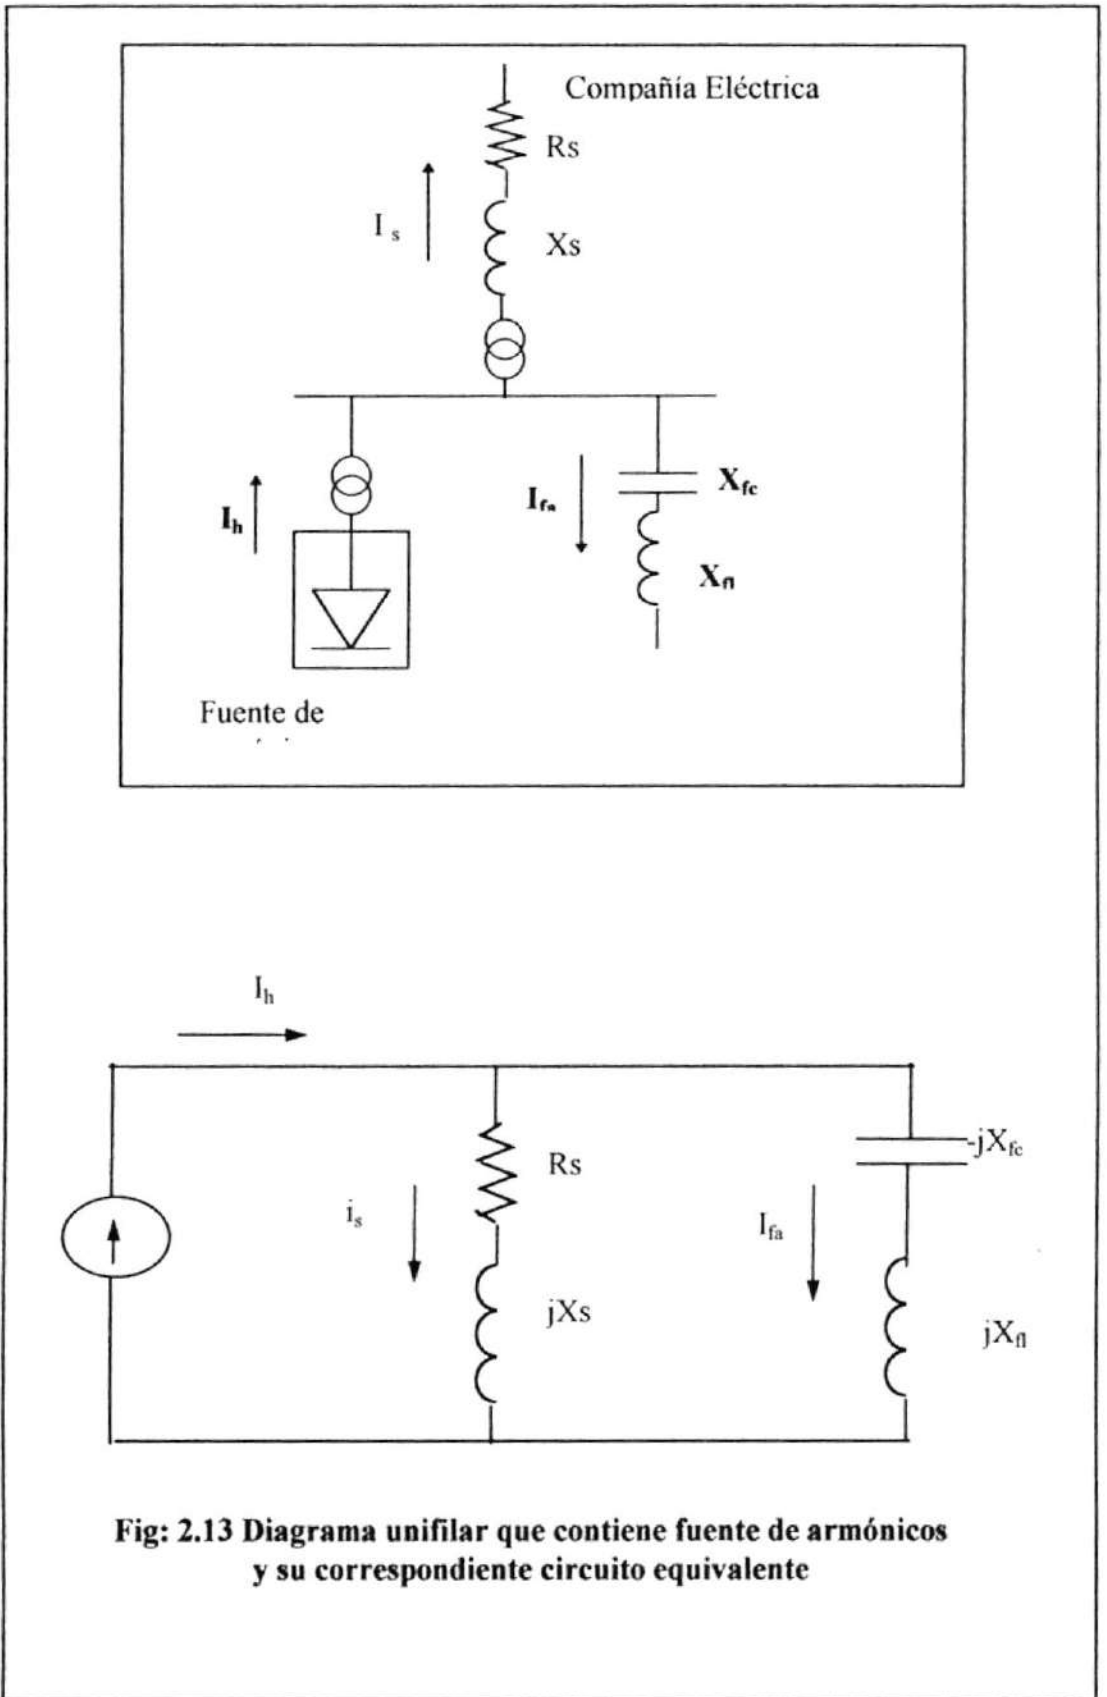 Compañía Eléctrica
Rs
I s
Xs
Xfc
Ih
Ifa
Xfl
Fuente de
Ih
Rs
-jXfc
is
Ifa
jXs
jXfl
Fig: 2.13 Diagrama unifilar que contiene fuente de armónicos
y su correspondiente circuito equivalente